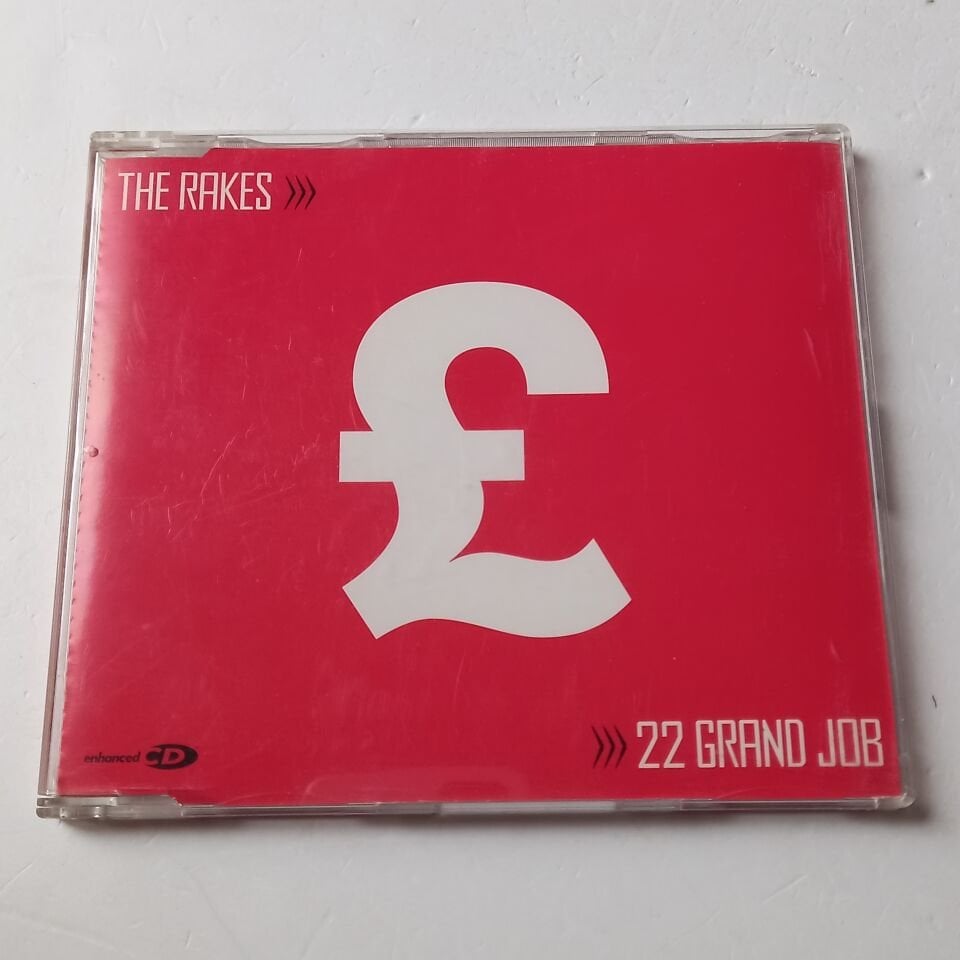 THE RAKES >>>
£
enhanced CD
>>> 22 GRAND JOB